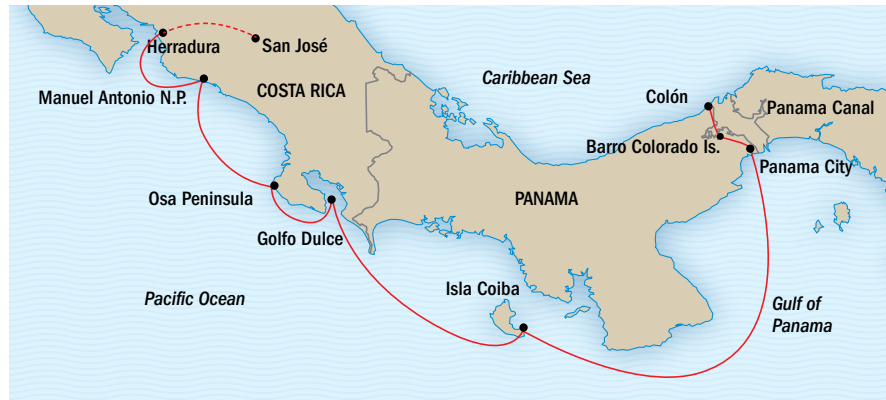 Herradura
San José
Caribbean Sea
Manuel Antonio N.P.
COSTA RICA
Colón
Panama Canal
Barro Colorado Is.
Panama City
Osa Peninsula
PANAMA
Golfo Dulce
Isla Coiba
Pacific Ocean
Gulf of
Panama